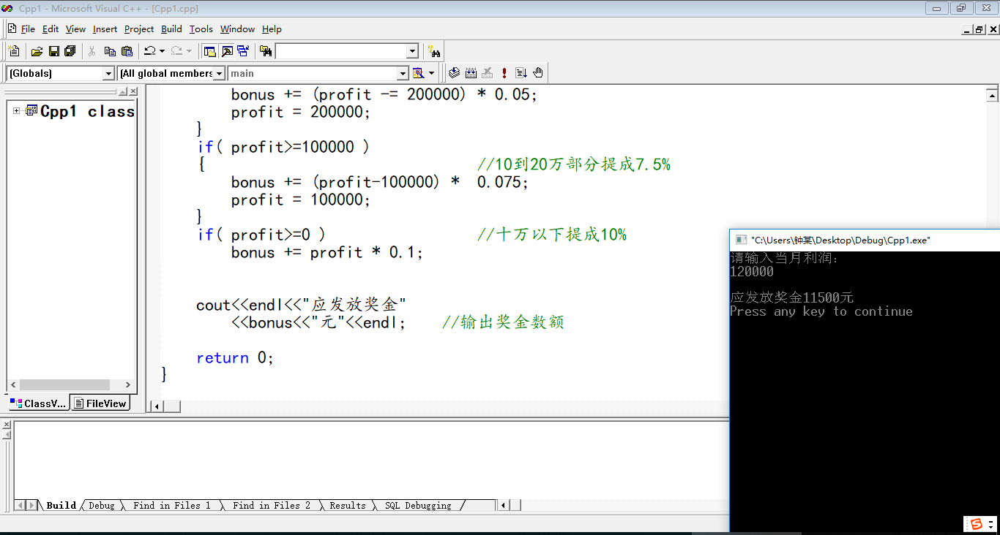 Cpp1 - Microsoft Visual C++ - [Cpp1.cpp]
File Edit View Insert Project Build Tools Window Help
(Globals) (All global members main
Cpp1 class
bonus += (profit -= 200000) * 0.05;
profit = 200000;
}
if( profit>=100000 )
{ //10到20万部分提成7.5%
bonus += (profit-100000) * 0.075;
profit = 100000;
}
if( profit>=0 ) //十万以下提成10%
bonus += profit * 0.1;
cout<<endl<<"应发放奖金"
<<bonus<<"元"<<endl; //输出奖金数额
return 0;
}
ClassV... FileView
"C:\Users\钟某\Desktop\Debug\Cpp1.exe"
请输入当月利润:
120000
应发放奖金11500元
Press any key to continue
Build Debug Find in Files 1 Find in Files 2 Results SQL Debugging